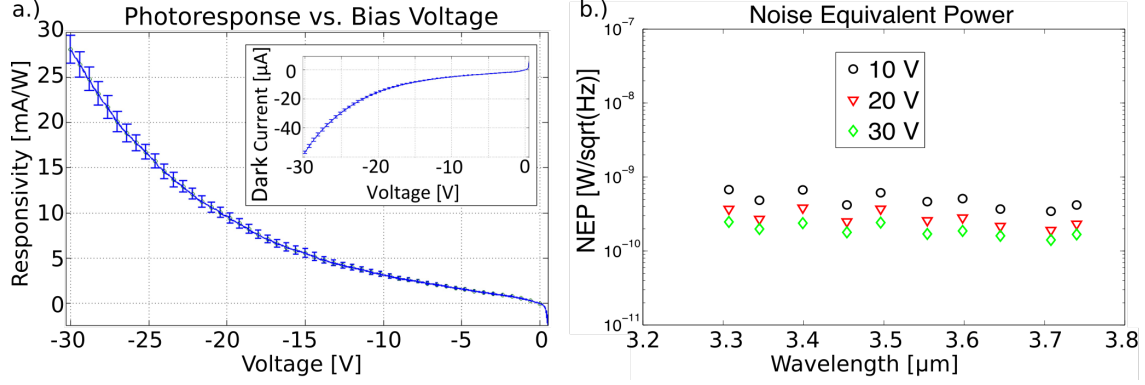 a.)
Photoresponse vs. Bias Voltage
30
25
20
15
10
5
0
Responsivity [mA/W]
-30
-25
-20
-15
-10
-5
0
Voltage [V]
0
-20
-40
Dark Current [µA]
-30
-20
-10
0
Voltage [V]
b.)
Noise Equivalent Power
10⁻⁷
10⁻⁸
10⁻⁹
10⁻¹⁰
10⁻¹¹
NEP [W/sqrt(Hz)]
10 V
20 V
30 V
3.2
3.3
3.4
3.5
3.6
3.7
3.8
Wavelength [µm]